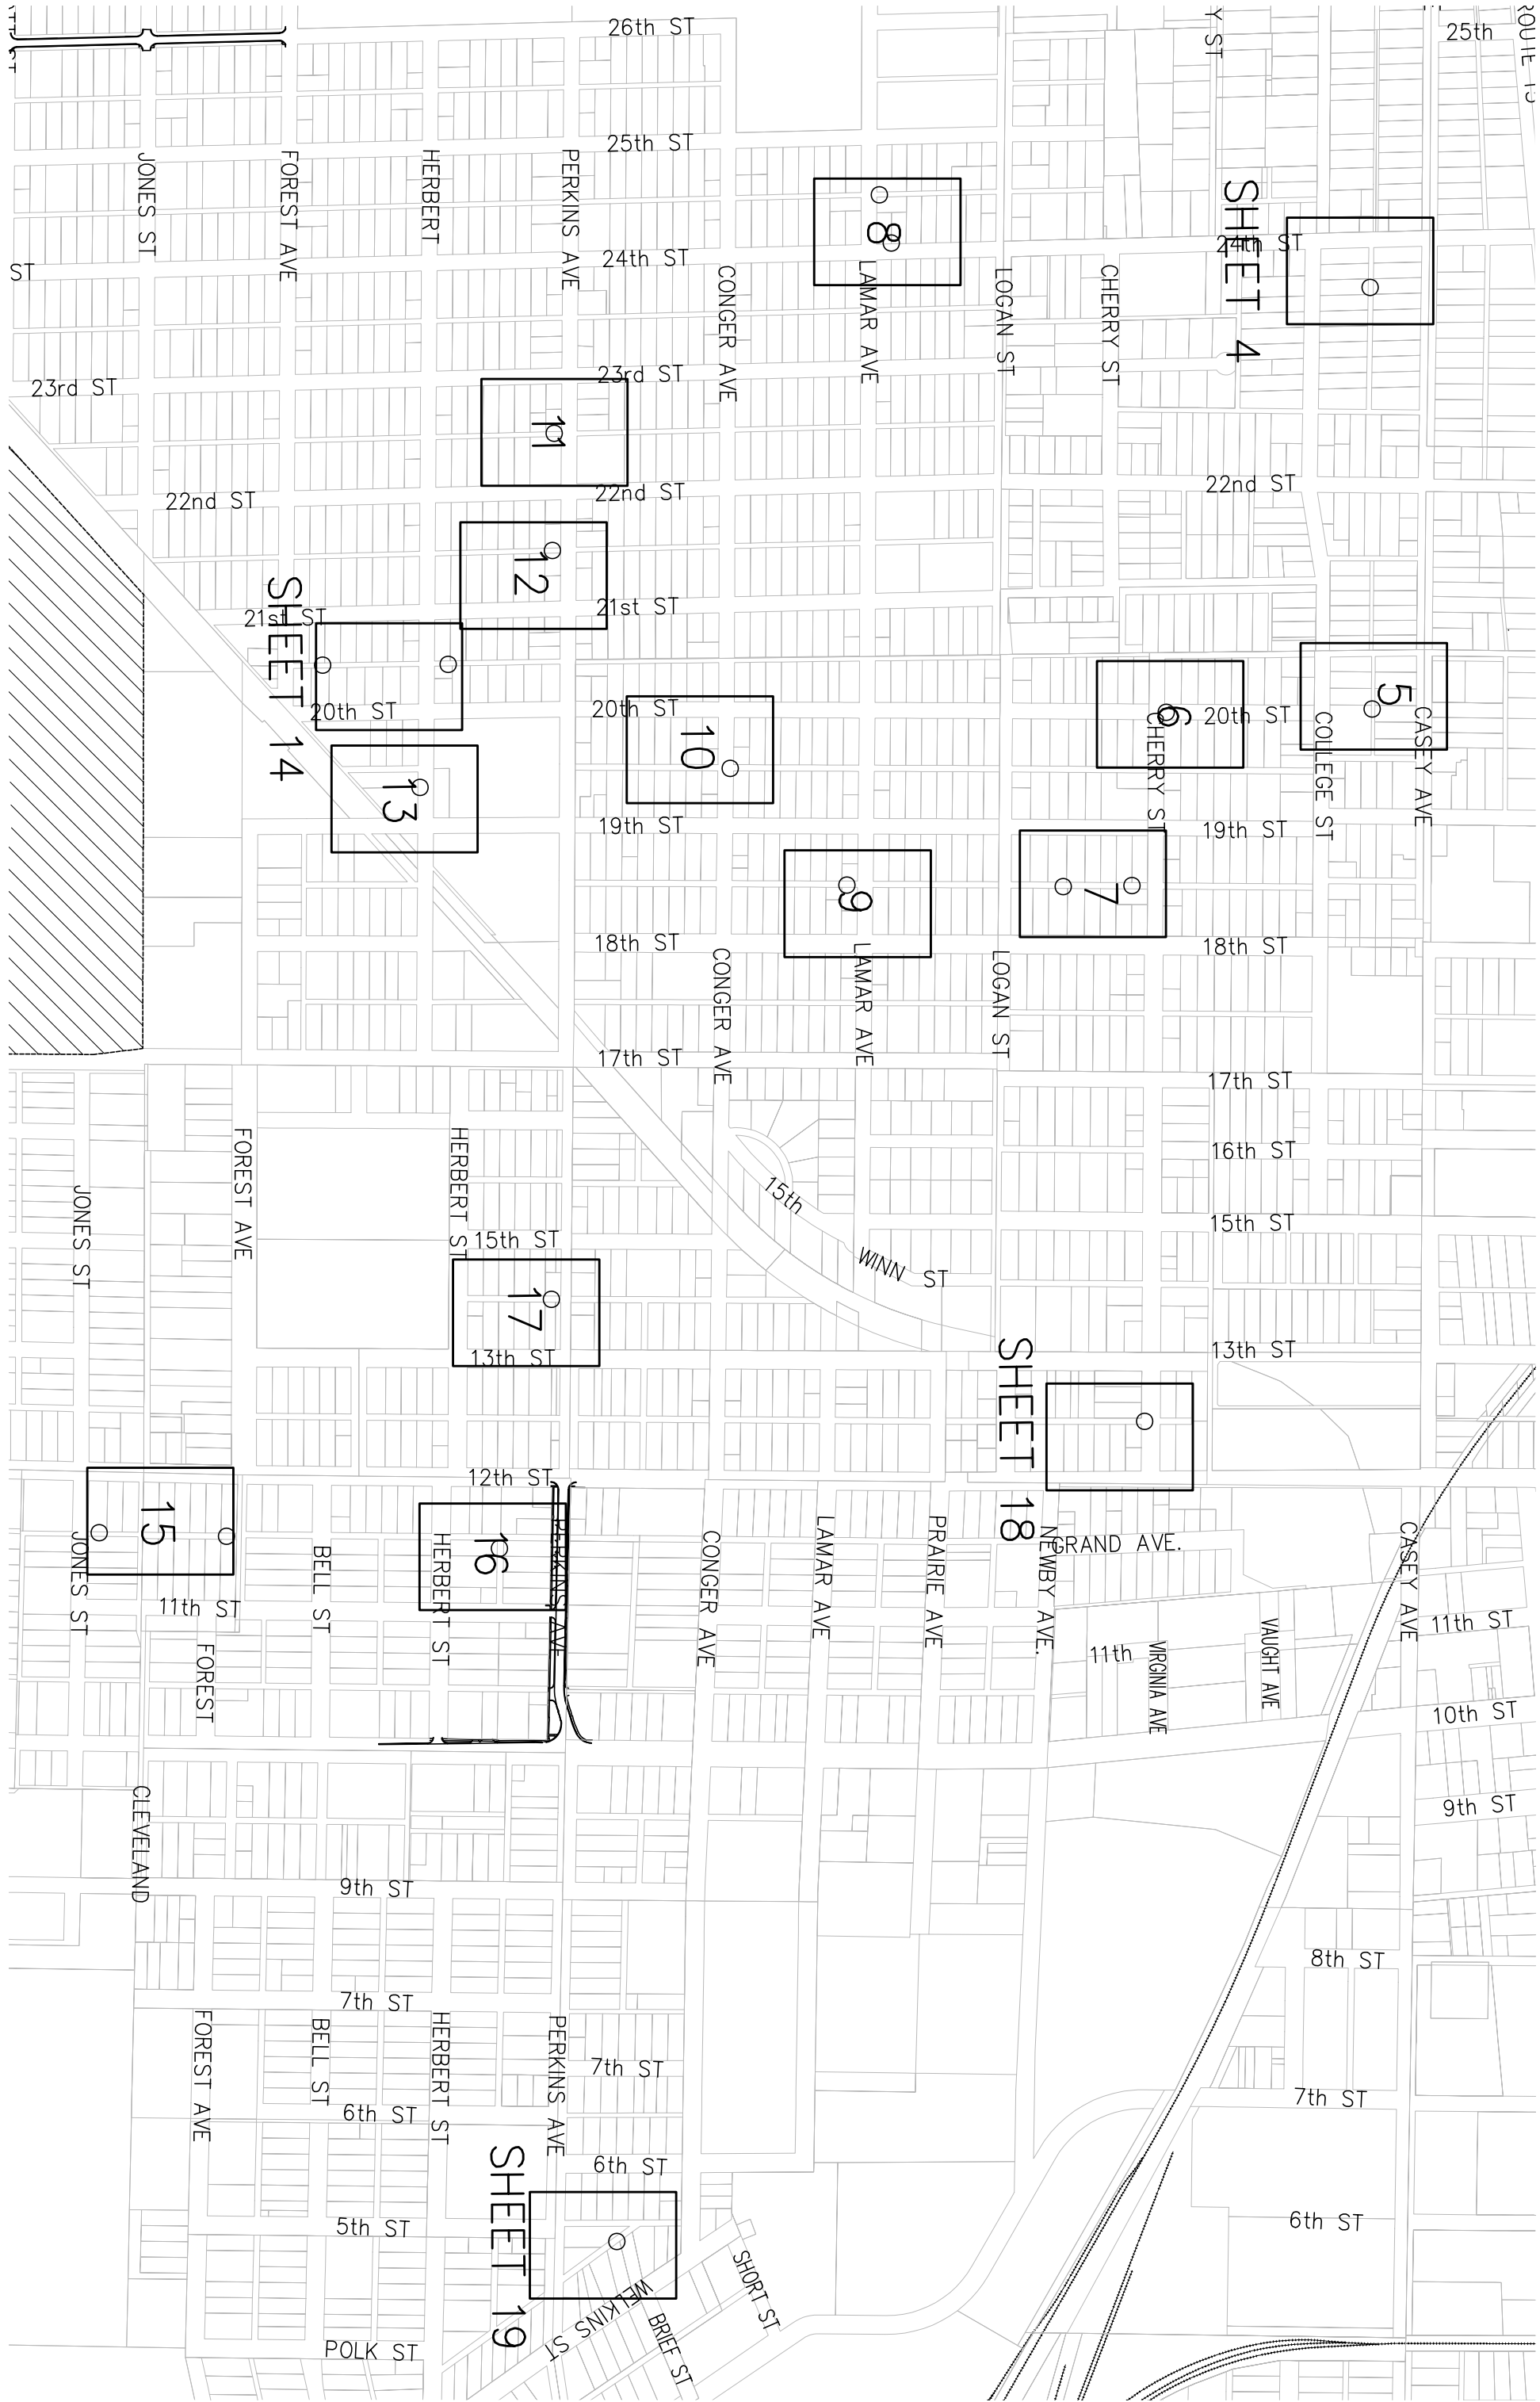 26th ST
Y ST
25th
ROUTE 15
25th ST
JONES ST
FOREST AVE
HERBERT
PERKINS AVE
8
SHEET 4
24th ST
ST
24th ST
CONGER AVE
LAMAR AVE
LOGAN ST
CHERRY ST
23rd ST
23rd ST
11
22nd ST
22nd ST
22nd ST
12
SHEET 14
21st ST
21st ST
5
20th ST
20th ST
6
20th ST
CHERRY ST
COLLEGE ST
CASEY AVE
10
13
19th ST
19th ST
9
7
18th ST
18th ST
CONGER AVE
LAMAR AVE
LOGAN ST
17th ST
17th ST
FOREST AVE
HERBERT ST
16th ST
JONES ST
15th
15th ST
15th ST
WINN ST
17
13th ST
13th ST
SHEET 18
12th ST
15
JONES ST
BELL ST
HERBERT ST
16
PERKINS AVE
CONGER AVE
LAMAR AVE
PRAIRIE AVE
NEWBY AVE.
GRAND AVE.
CASEY AVE
11th ST
11th ST
FOREST
11th
VIRGINIA AVE
VAUGHT AVE
10th ST
CLEVELAND
9th ST
9th ST
8th ST
7th ST
FOREST AVE
BELL ST
HERBERT ST
PERKINS AVE
7th ST
7th ST
6th ST
SHEET 19
6th ST
5th ST
6th ST
SHORT ST
WELKINS ST
BRIEF ST
POLK ST